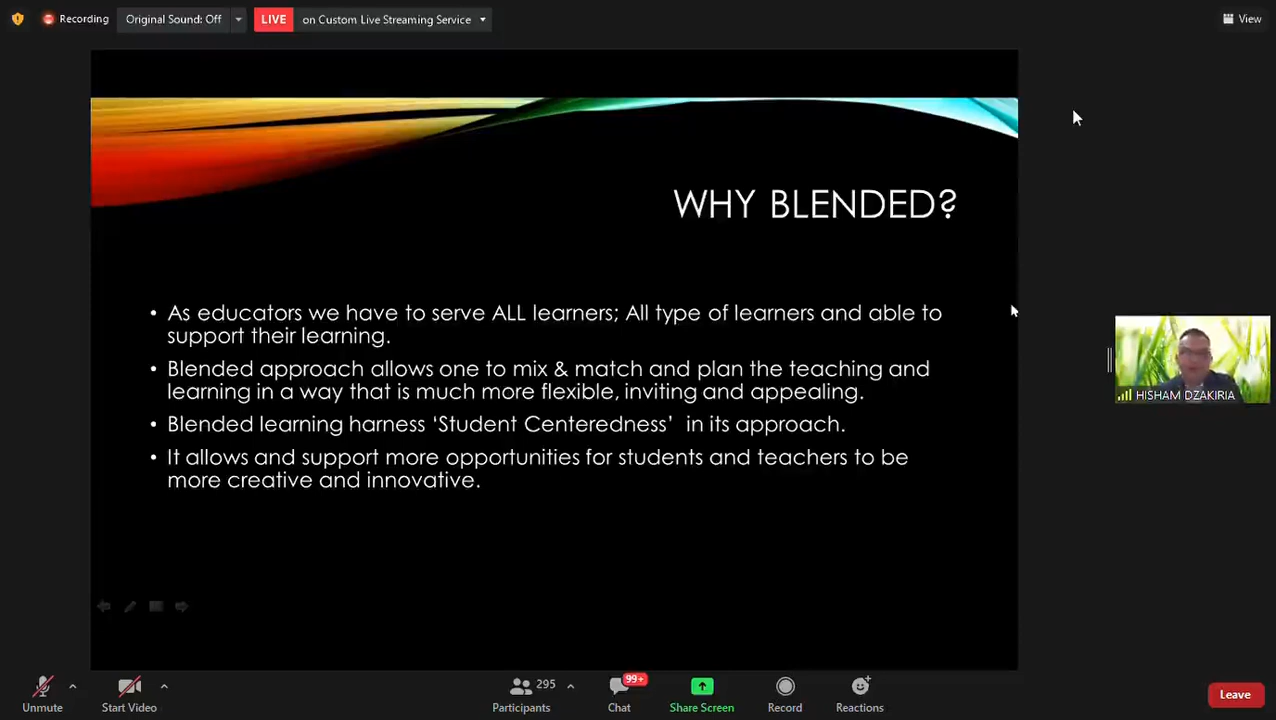 Recording
Original Sound: Off
LIVE
on Custom Live Streaming Service
View
WHY BLENDED?
• As educators we have to serve ALL learners; All type of learners and able to
support their learning.
• Blended approach allows one to mix & match and plan the teaching and
learning in a way that is much more flexible, inviting and appealing.
• Blended learning harness ‘Student Centeredness’ in its approach.
• It allows and support more opportunities for students and teachers to be
more creative and innovative.
HISHAM DZAKIRIA
Unmute
Start Video
295
Participants
99+
Chat
Share Screen
Record
Reactions
Leave